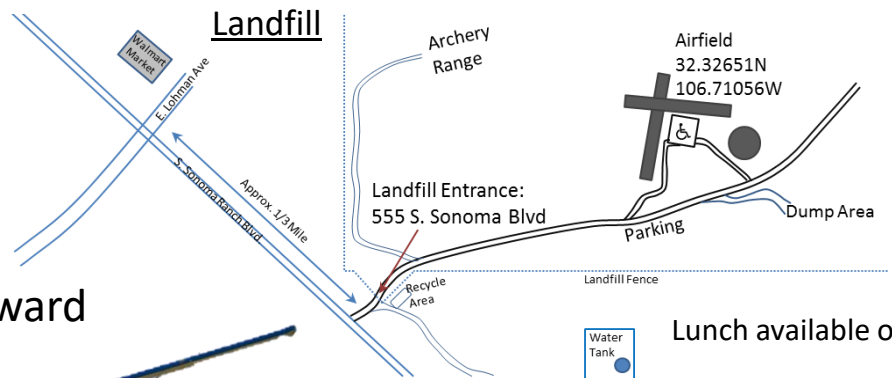 Landfill
Walmart
Market
E. Lohman Ave
S. Sonoma Ranch Blvd
Approx. 1/3 Mile
Archery
Range
Airfield
32.32651N
106.71056W
Landfill Entrance:
555 S. Sonoma Blvd
Parking
Dump Area
Recycle
Area
Landfill Fence
ward
Water
Tank
Lunch available o